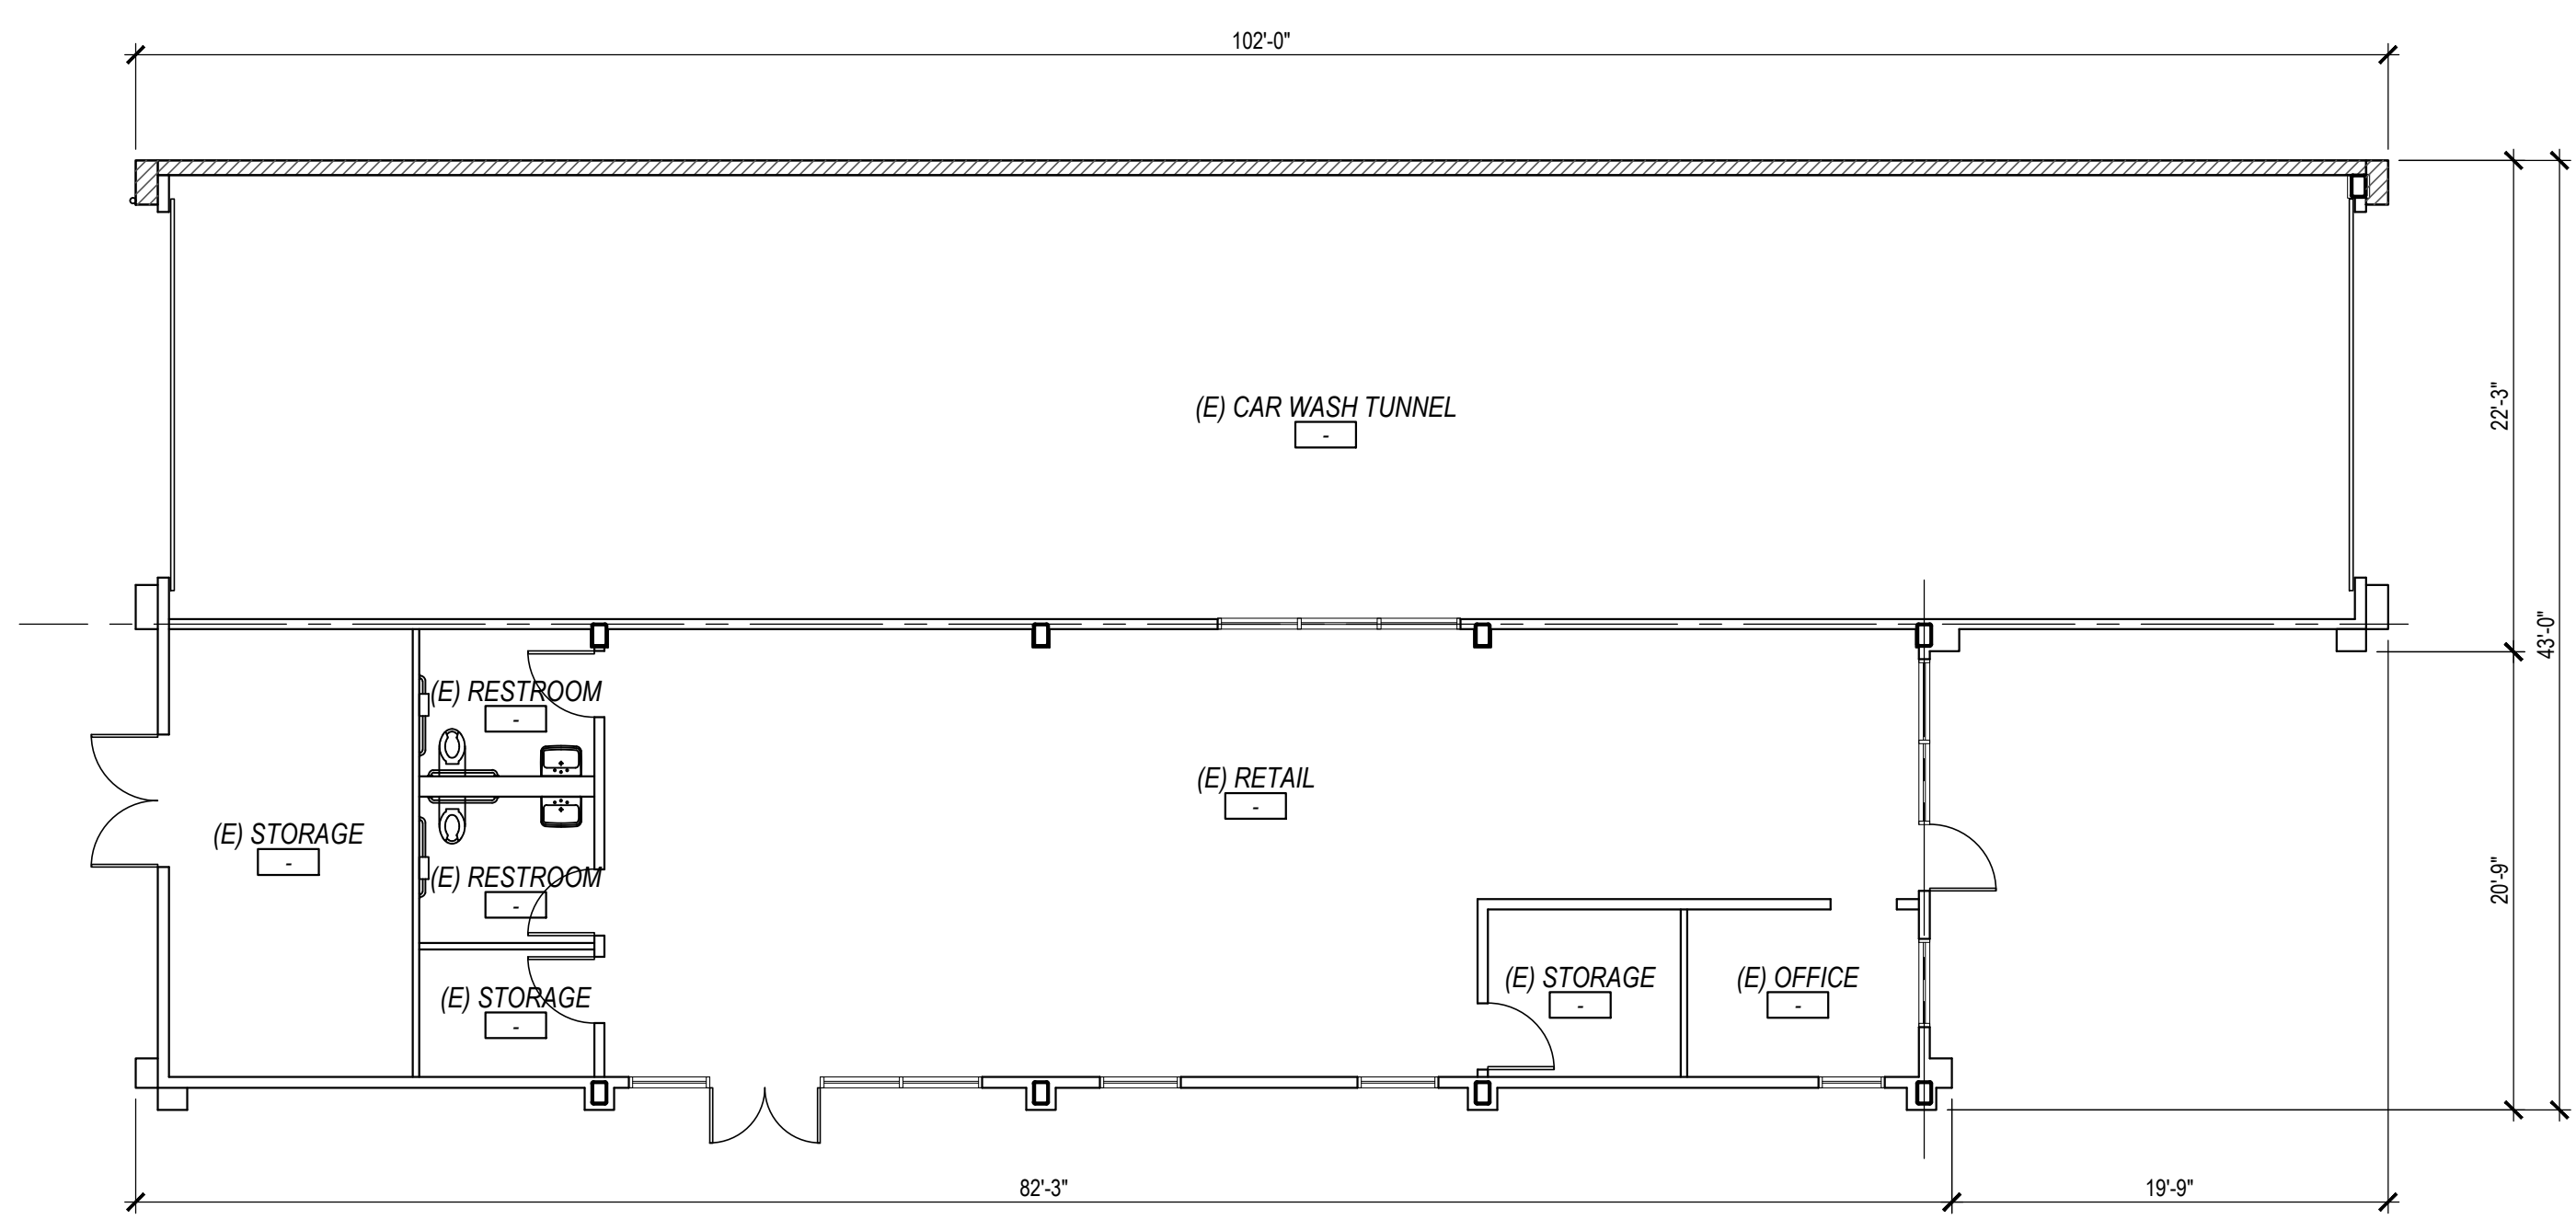 102'-0"
(E) CAR WASH TUNNEL
-
22'-3"
43'-0"
(E) RESTROOM
-
(E) RETAIL
-
(E) STORAGE
-
(E) RESTROOM
-
20'-9"
(E) STORAGE
-
(E) STORAGE
-
(E) OFFICE
-
82'-3"
19'-9"